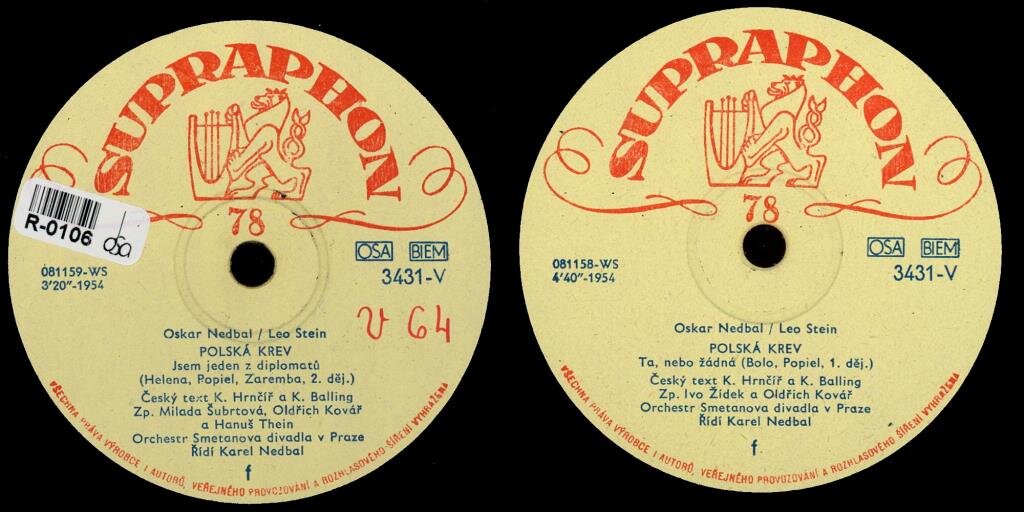 SUPRAPHON
78
R-0106 osa
OSA BIEM
081159-WS
3'20"-1954
3431-V
V 64
Oskar Nedbal / Leo Stein
POLSKÁ KREV
Jsem jeden z diplomatů
(Helena, Popiel, Zaremba, 2. děj.)
Český text K. Hrnčíř a K. Balling
Zp. Milada Šubrtová, Oldřich Kovář
a Hanuš Thein
Orchestr Smetanova divadla v Praze
Řídí Karel Nedbal
f
VŠECHNA PRÁVA VÝROBCE I AUTORŮ, VEŘEJNÉHO PROVOZOVÁNÍ A ROZHLASOVÉHO ŠÍŘENÍ VYHRAŽENA
SUPRAPHON
78
OSA BIEM
081158-WS
4'40"-1954
3431-V
Oskar Nedbal / Leo Stein
POLSKÁ KREV
Ta, nebo žádná (Bolo, Popiel, 1. děj.)
Český text K. Hrnčíř a K. Balling
Zp. Ivo Žídek a Oldřich Kovář
Orchestr Smetanova divadla v Praze
Řídí Karel Nedbal
f
VŠECHNA PRÁVA VÝROBCE I AUTORŮ, VEŘEJNÉHO PROVOZOVÁNÍ A ROZHLASOVÉHO ŠÍŘENÍ VYHRAŽENA